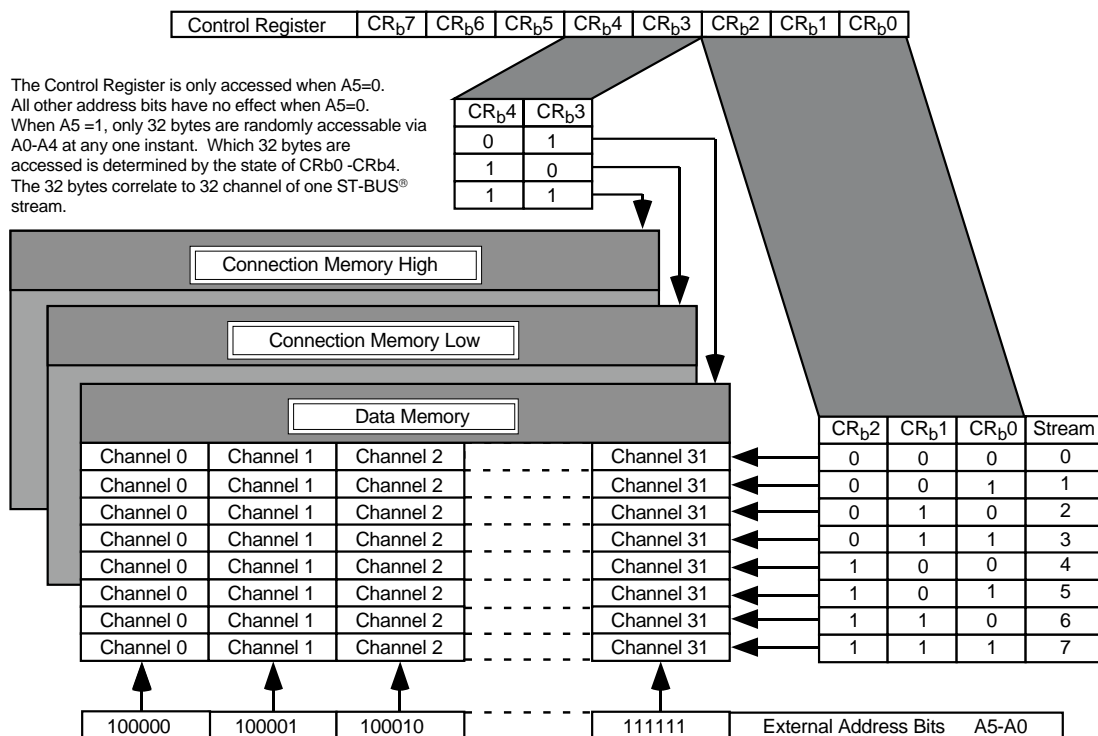 Control Register CRb7 CRb6 CRb5 CRb4 CRb3 CRb2 CRb1 CRb0
The Control Register is only accessed when A5=0.
All other address bits have no effect when A5=0.
When A5 =1, only 32 bytes are randomly accessable via
A0-A4 at any one instant. Which 32 bytes are
accessed is determined by the state of CRb0 -CRb4.
The 32 bytes correlate to 32 channel of one ST-BUS®
stream.
CRb4 CRb3
0 1
1 0
1 1
Connection Memory High
Connection Memory Low
Data Memory
CRb2 CRb1 CRb0 Stream
Channel 0 Channel 1 Channel 2 Channel 31 0 0 0 0
Channel 0 Channel 1 Channel 2 Channel 31 0 0 1 1
Channel 0 Channel 1 Channel 2 Channel 31 0 1 0 2
Channel 0 Channel 1 Channel 2 Channel 31 0 1 1 3
Channel 0 Channel 1 Channel 2 Channel 31 1 0 0 4
Channel 0 Channel 1 Channel 2 Channel 31 1 0 1 5
Channel 0 Channel 1 Channel 2 Channel 31 1 1 0 6
Channel 0 Channel 1 Channel 2 Channel 31 1 1 1 7
100000 100001 100010 111111 External Address Bits A5-A0